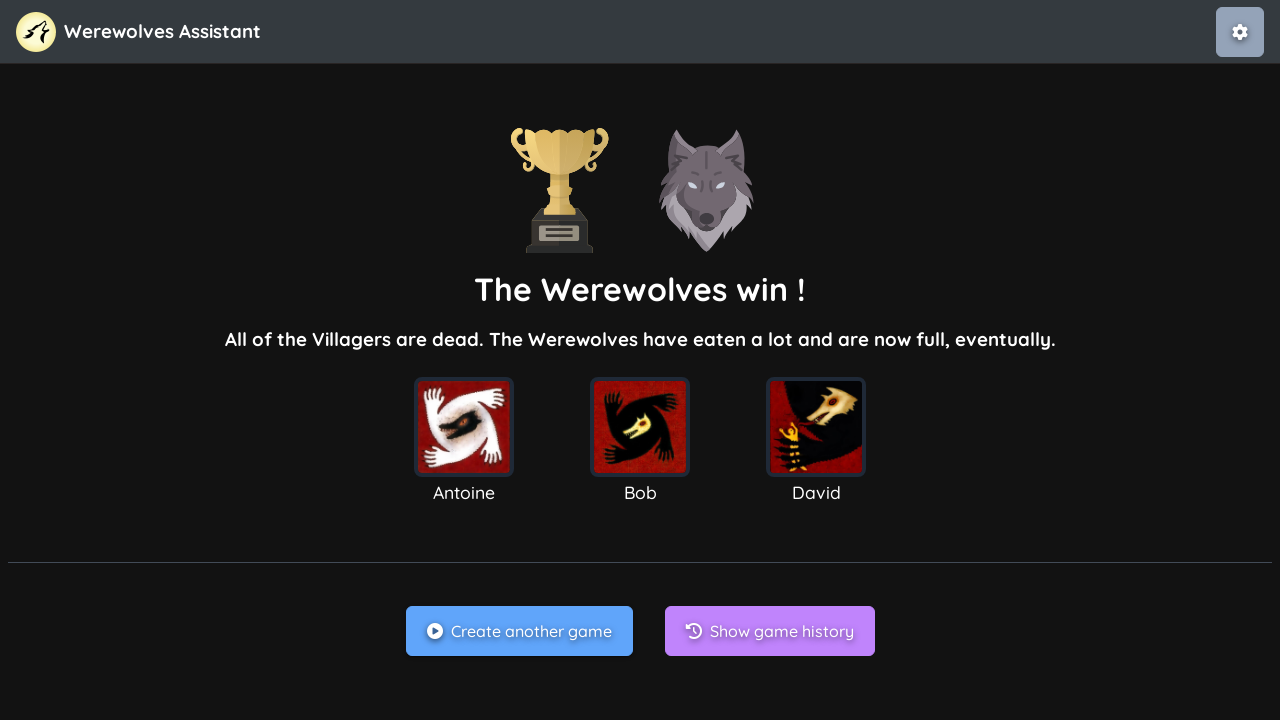 Werewolves Assistant
The Werewolves win !
All of the Villagers are dead. The Werewolves have eaten a lot and are now full, eventually.
Antoine
Bob
David
Create another game
Show game history